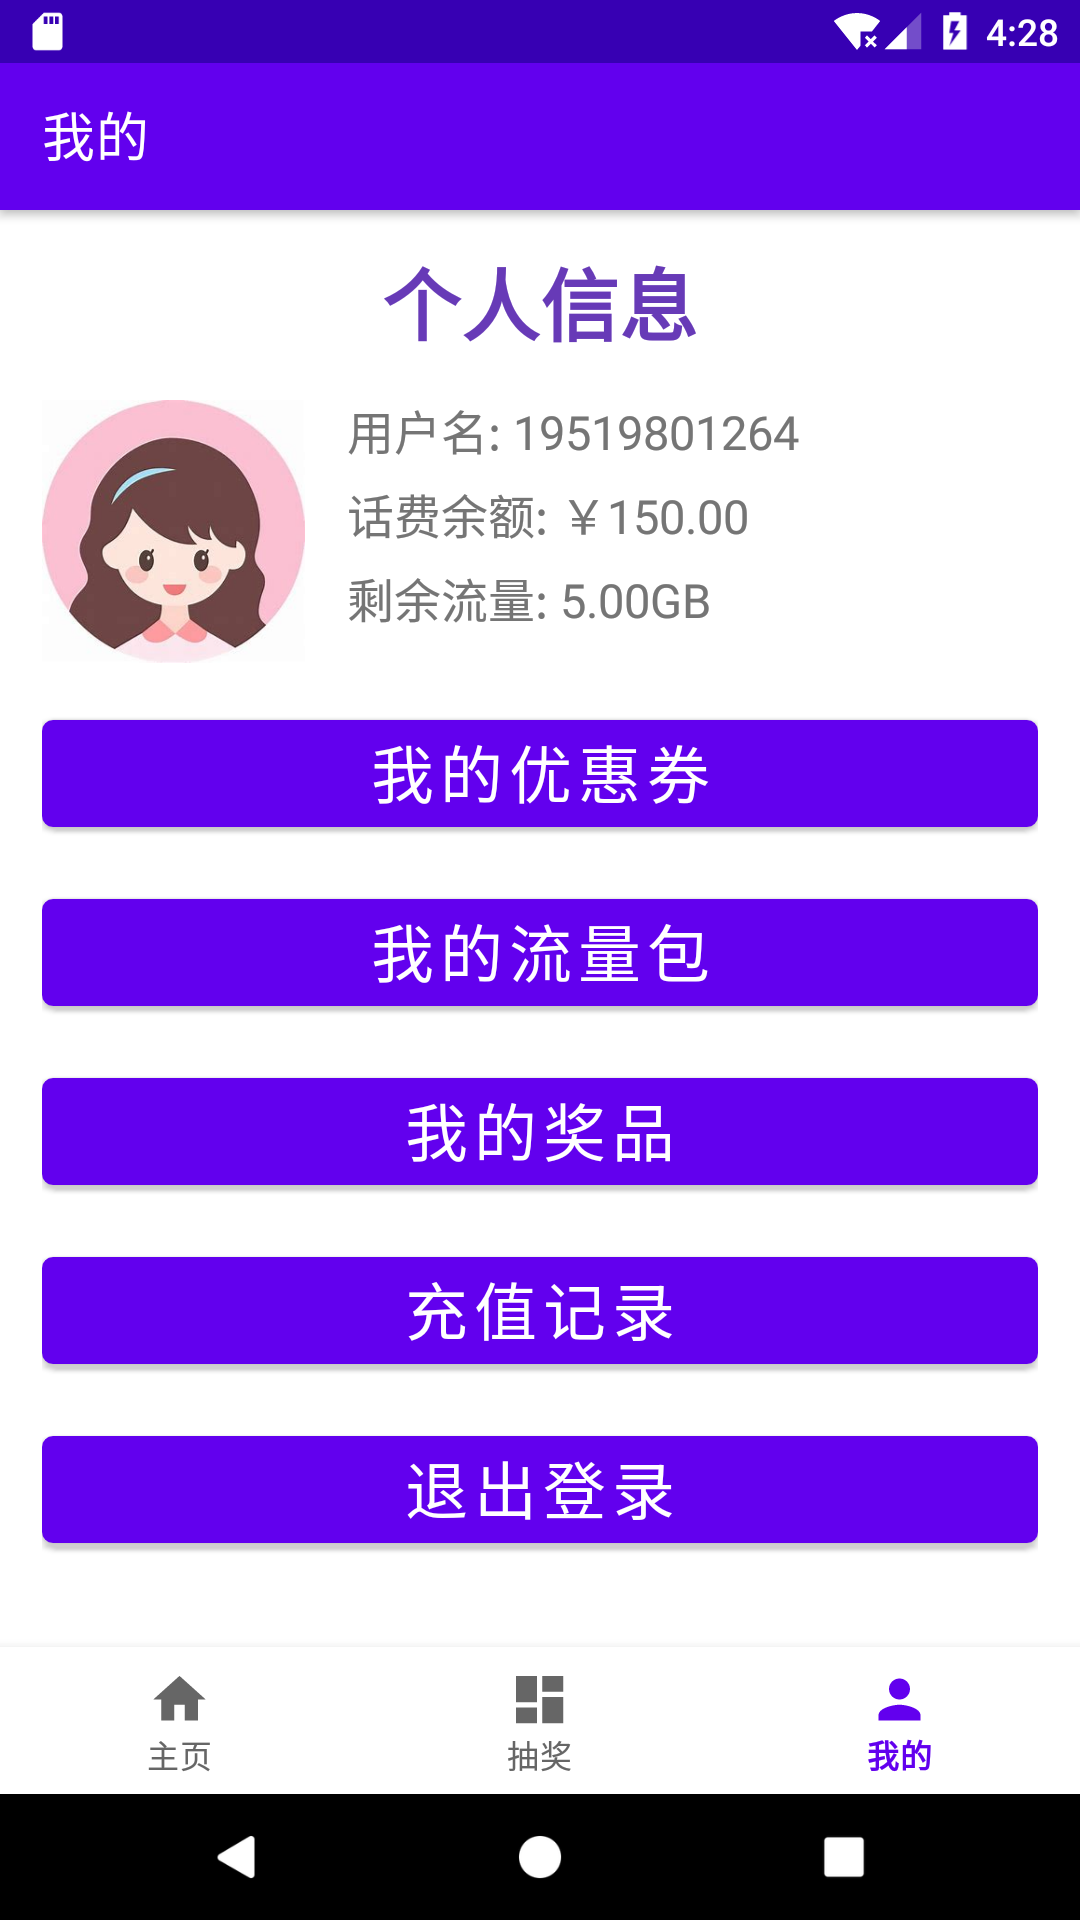 4:28
我的
个人信息
用户名: 19519801264
话费余额: ￥150.00
剩余流量: 5.00GB
我的优惠券
我的流量包
我的奖品
充值记录
退出登录
主页
抽奖
我的